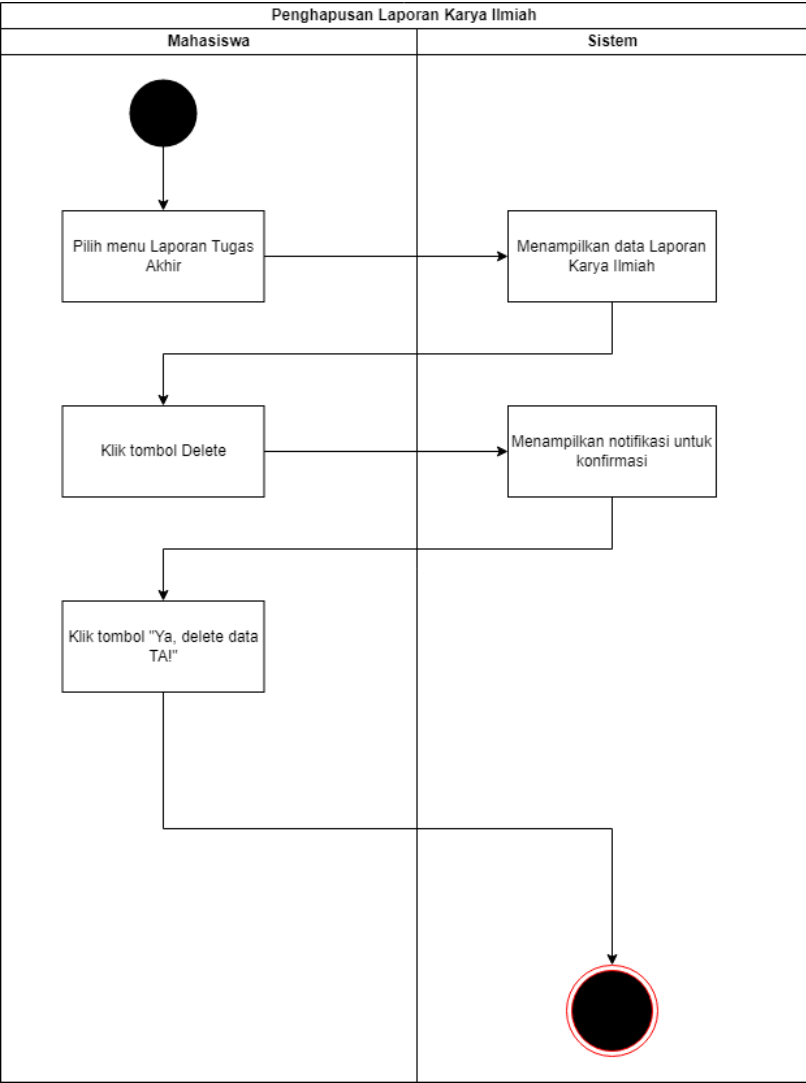 Penghapusan Laporan Karya Ilmiah
Mahasiswa
Sistem
Pilih menu Laporan Tugas
Akhir
Menampilkan data Laporan
Karya Ilmiah
Klik tombol Delete
Menampilkan notifikasi untuk
konfirmasi
Klik tombol "Ya, delete data
TA!"